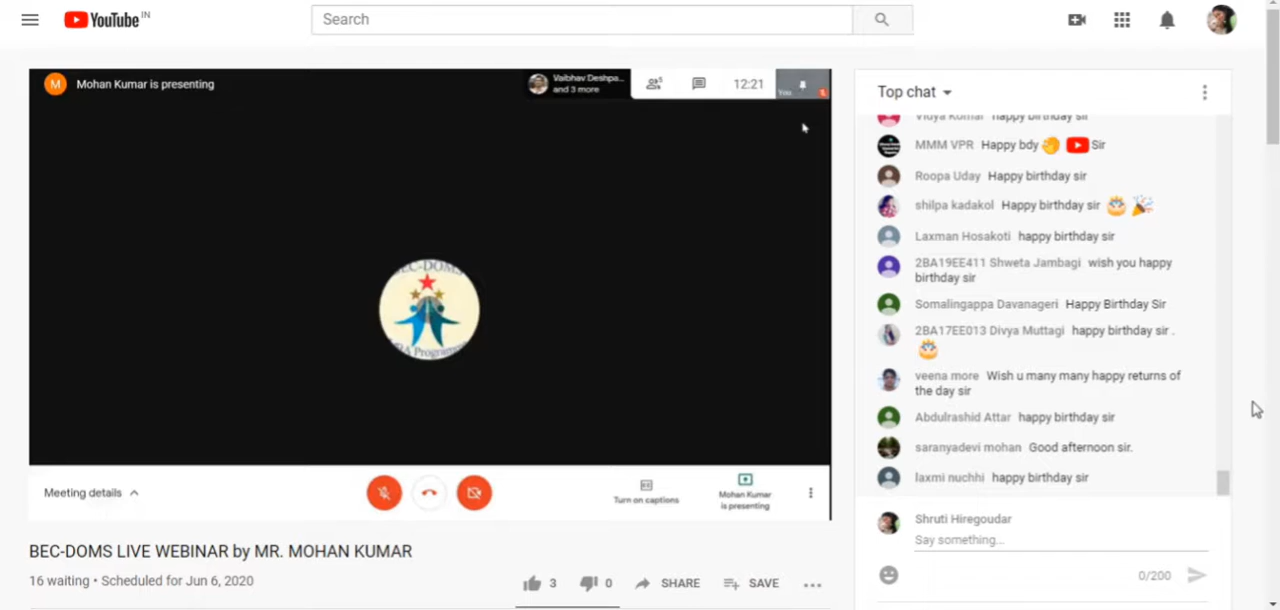 YouTube IN
Search
M Mohan Kumar is presenting
Vaibhav Deshpa...
and 3 more
5
12:21
You
BEC-DOMS
Meeting details
Turn on captions
Mohan Kumar
is presenting
BEC-DOMS LIVE WEBINAR by MR. MOHAN KUMAR
16 waiting • Scheduled for Jun 6, 2020
3
0
SHARE
SAVE
Top chat
Vidya Komar happy birthday sir
MMM VPR Happy bdy 👏 Sir
Roopa Uday Happy birthday sir
shilpa kadakol Happy birthday sir 🎂 🎉
Laxman Hosakoti happy birthday sir
2BA19EE411 Shweta Jambagi wish you happy
birthday sir
Somalingappa Davanageri Happy Birthday Sir
2BA17EE013 Divya Muttagi happy birthday sir .
🎂
veena more Wish u many many happy returns of
the day sir
Abdulrashid Attar happy birthday sir
saranyadevi mohan Good afternoon sir.
laxmi nuchhi happy birthday sir
Shruti Hiregoudar
Say something...
0/200